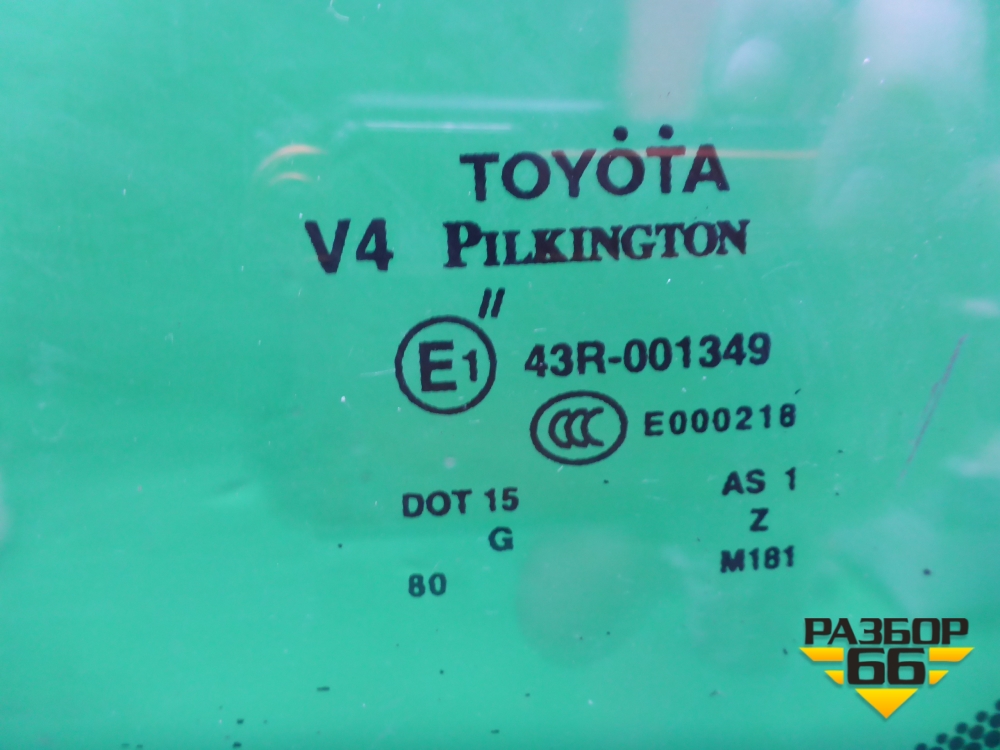 TOYOTA
V4 PILKINGTON
//
E1 43R-001349
CCC E000218
DOT 15 AS 1
G Z
80 M181
РАЗБОР
66